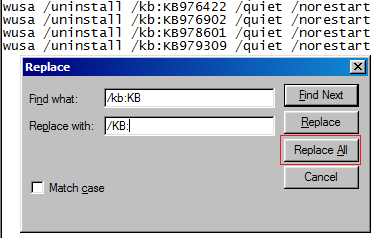 wusa /uninstall /kb:KB976422 /quiet /norestart
wusa /uninstall /kb:KB976902 /quiet /norestart
wusa /uninstall /kb:KB978601 /quiet /norestart
wusa /uninstall /kb:KB979309 /quiet /norestart
Replace
Find what: /kb:KB Find Next
Replace with: /KB: Replace
Replace All
Match case Cancel